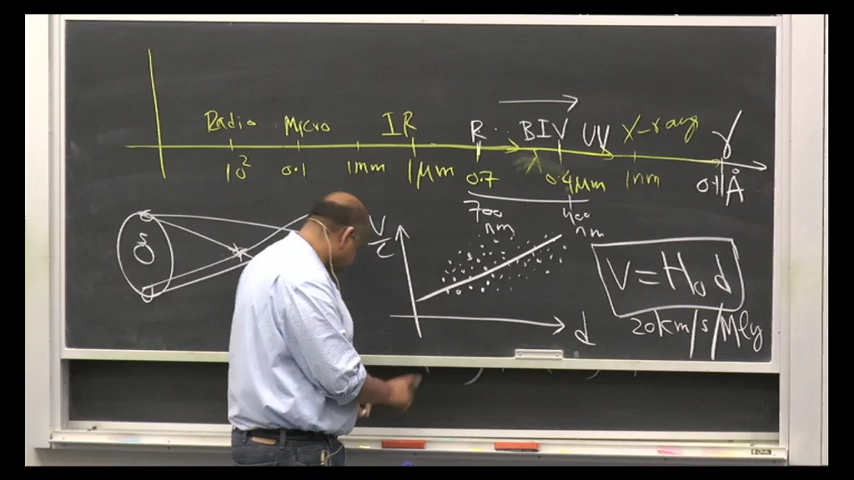 Radio Micro IR R BIV UV X-rays γ
10² 0.1 1mm 1μm 0.7 λ 0.4μm 1nm 0.1Å
700 nm 400 nm
V/c
d
V = H₀ d
20km/s/Mly